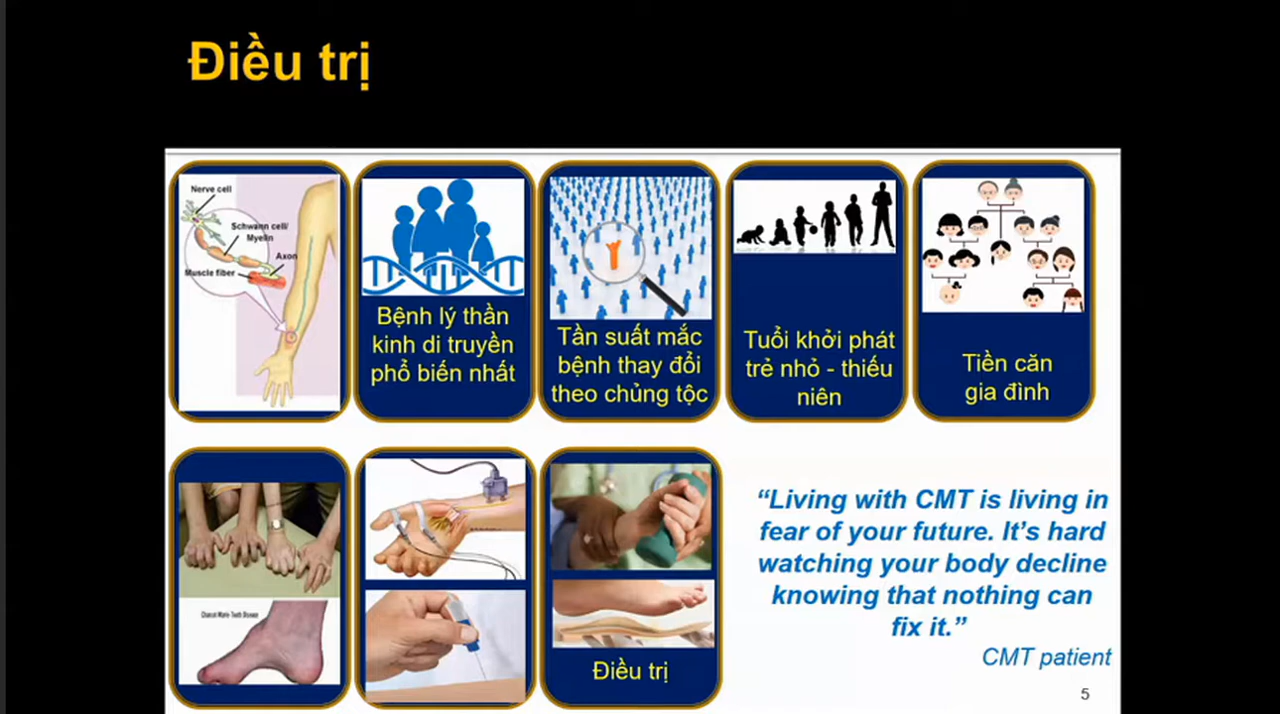 Điều trị
Nerve cell
Schwann cell/
Myelin
Axon
Muscle fiber
Bệnh lý thần
kinh di truyền
phổ biến nhất
Tần suất mắc
bệnh thay đổi
theo chủng tộc
Tuổi khởi phát
trẻ nhỏ - thiếu
niên
Tiền căn
gia đình
Charcot-Marie-Tooth Disease
Điều trị
“Living with CMT is living in
fear of your future. It’s hard
watching your body decline
knowing that nothing can
fix it.”
CMT patient
5